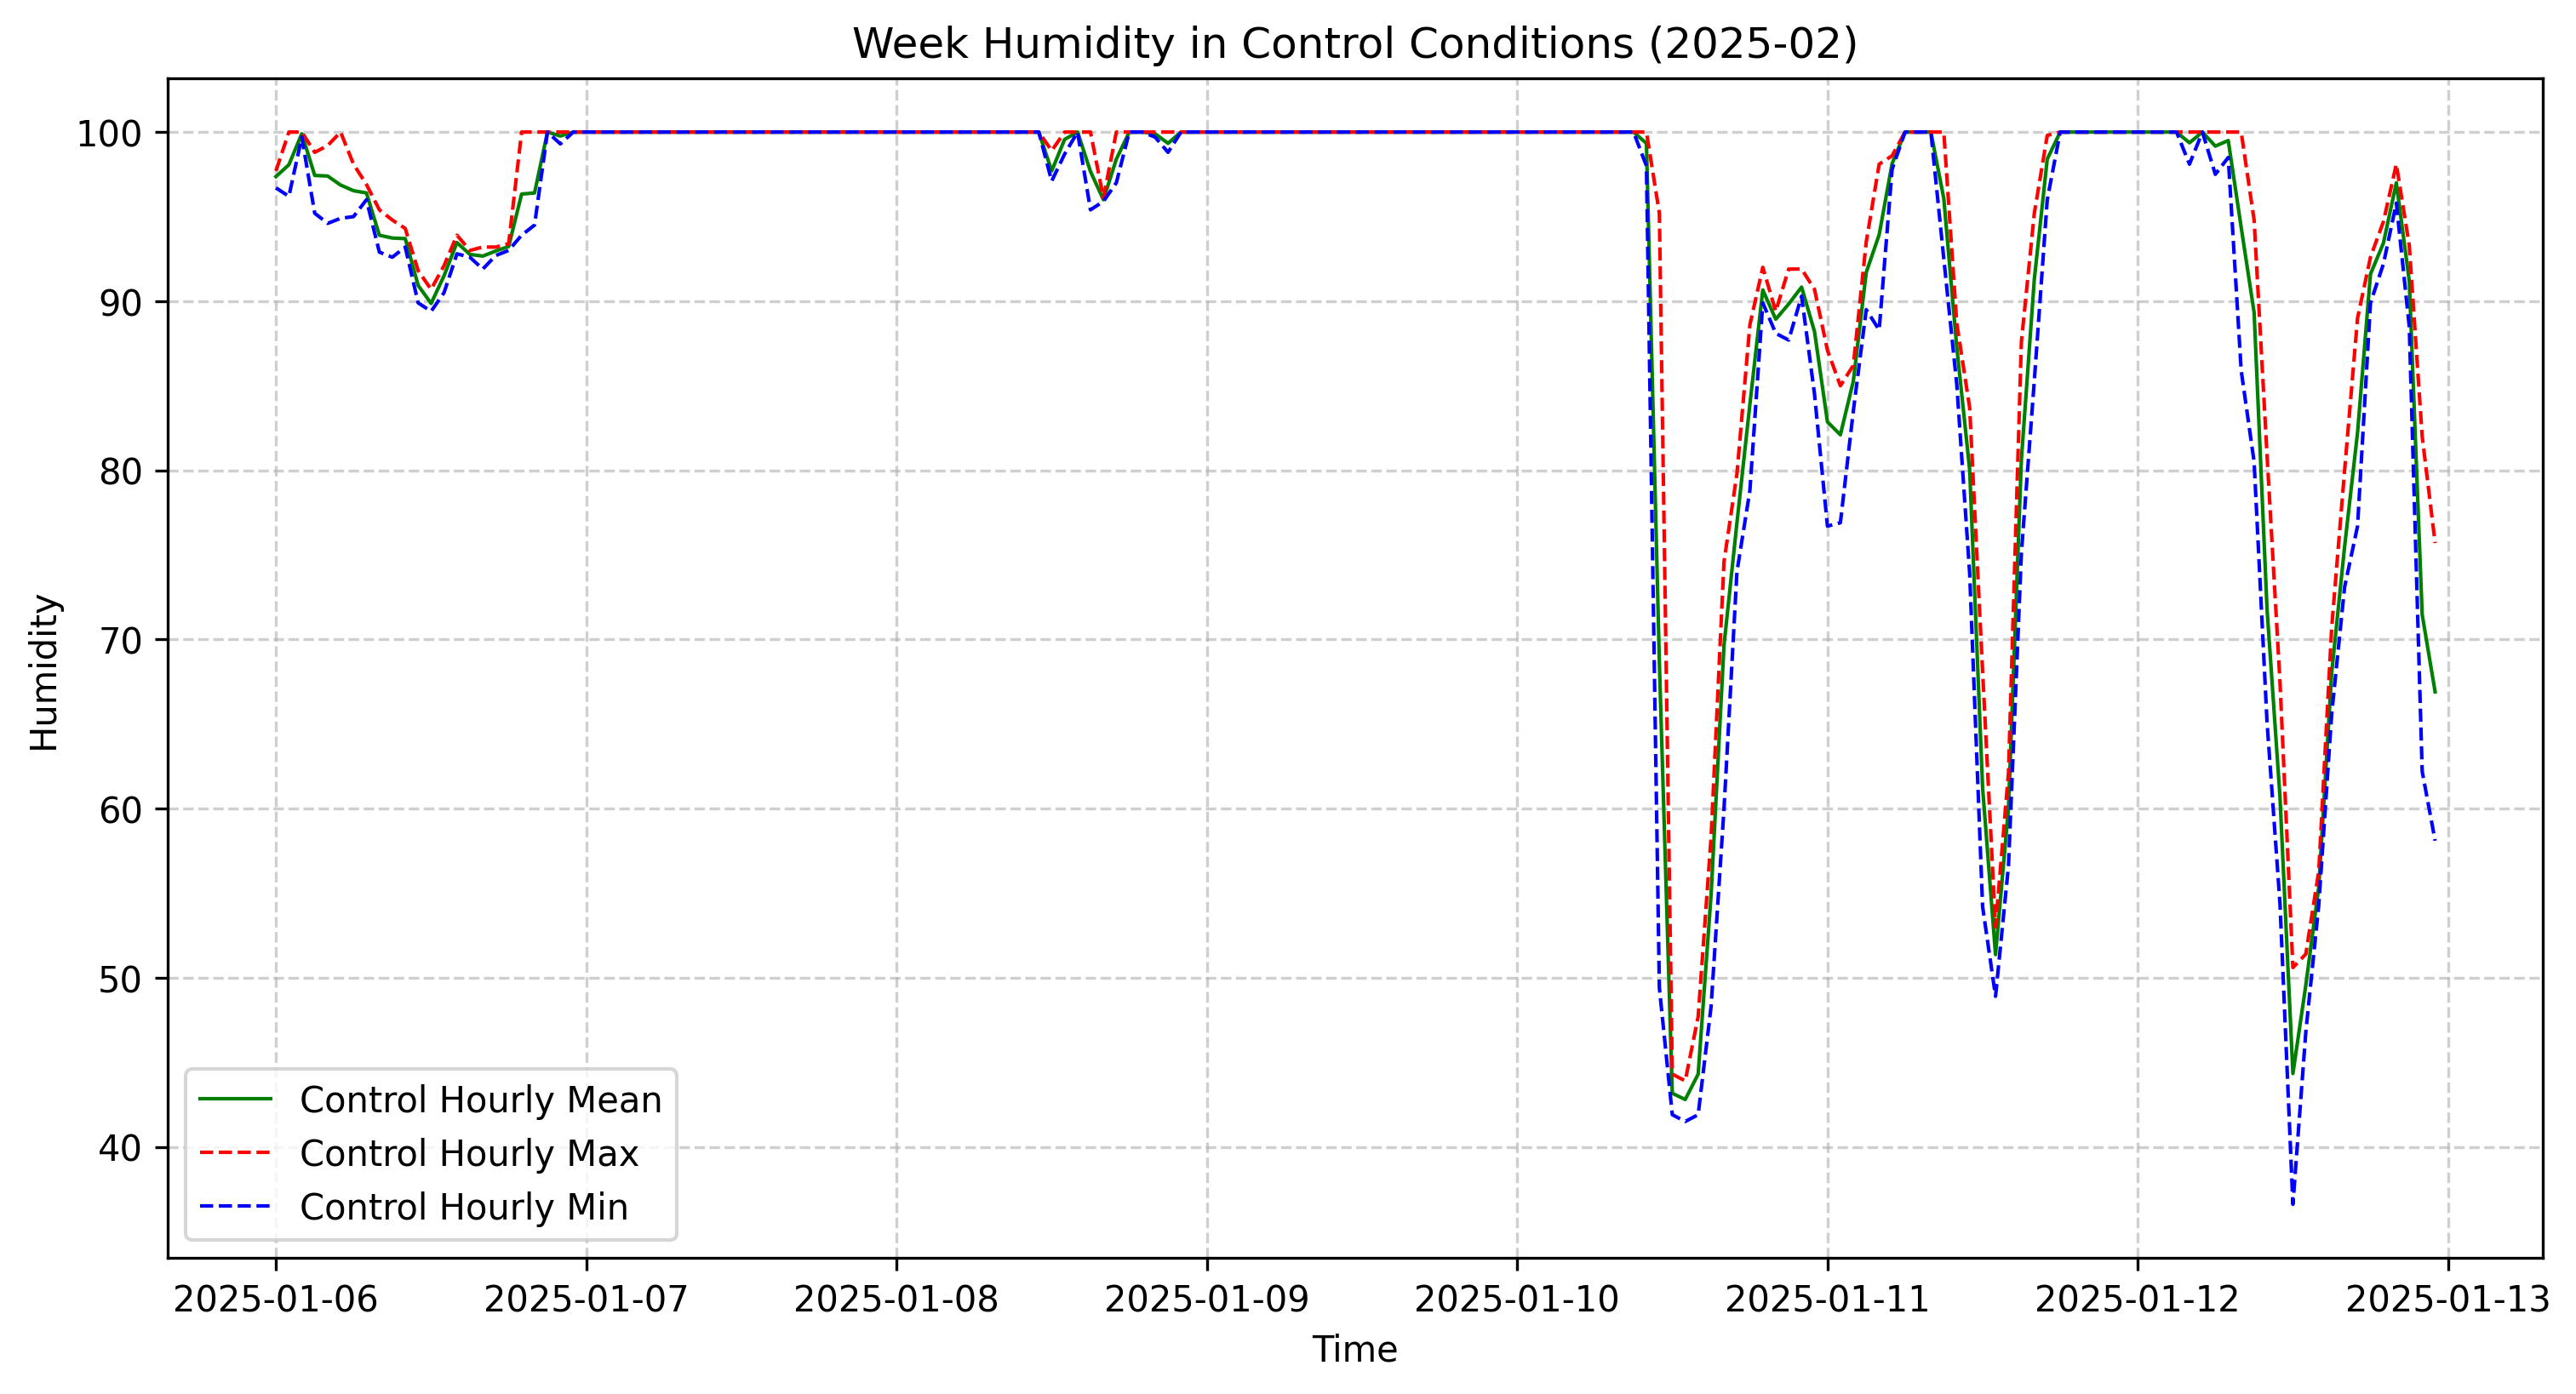 Week Humidity in Control Conditions (2025-02)
100
90
80
70
60
50
40
Humidity
Control Hourly Mean
Control Hourly Max
Control Hourly Min
2025-01-06 2025-01-07 2025-01-08 2025-01-09 2025-01-10 2025-01-11 2025-01-12 2025-01-13
Time